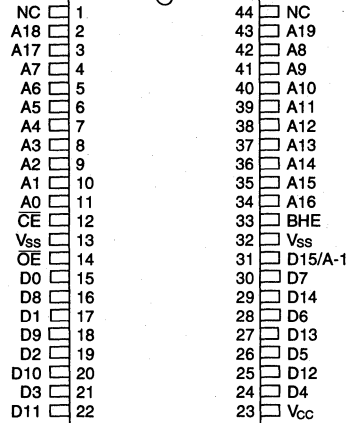 NC 1 44 NC
A18 2 43 A19
A17 3 42 A8
A7 4 41 A9
A6 5 40 A10
A5 6 39 A11
A4 7 38 A12
A3 8 37 A13
A2 9 36 A14
A1 10 35 A15
A0 11 34 A16
CE 12 33 BHE
Vss 13 32 Vss
OE 14 31 D15/A-1
D0 15 30 D7
D8 16 29 D14
D1 17 28 D6
D9 18 27 D13
D2 19 26 D5
D10 20 25 D12
D3 21 24 D4
D11 22 23 Vcc